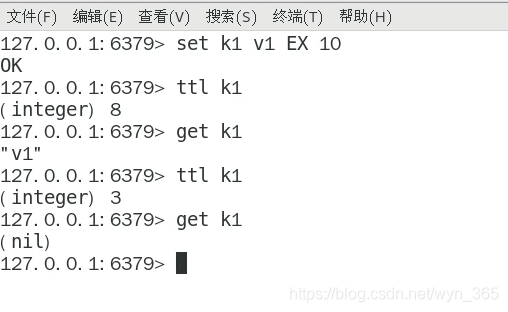 文件(F) 编辑(E) 查看(V) 搜索(S) 终端(T) 帮助(H)
127.0.0.1:6379> set k1 v1 EX 10
OK
127.0.0.1:6379> ttl k1
(integer) 8
127.0.0.1:6379> get k1
"v1"
127.0.0.1:6379> ttl k1
(integer) 3
127.0.0.1:6379> get k1
(nil)
127.0.0.1:6379>
https://blog.csdn.net/wyn_365